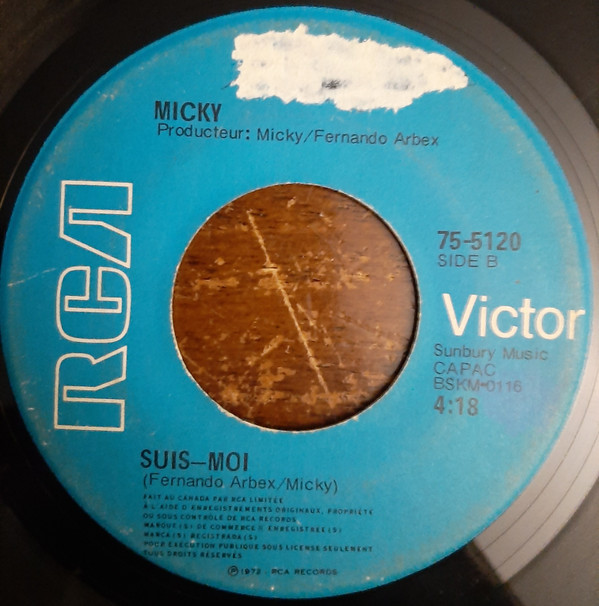 MICKY
Producteur: Micky/Fernando Arbex
RCA
75-5120
SIDE B
Victor
Sunbury Music
CAPAC
BSKM-0116
4:18
SUIS—MOI
(Fernando Arbex/Micky)
FAIT AU CANADA PAR RCA LIMITÉE
À L'AIDE D'ENREGISTREMENTS ORIGINAUX, PROPRIÉTÉ
OU SOUS CONTRÔLE DE RCA RECORDS
MARQUE(S) DE COMMERCE ENREGISTRÉE(S)
MARCA(S) REGISTRADA(S)
POUR EXÉCUTION PUBLIQUE SOUS LICENSE SEULEMENT
TOUS DROITS RÉSERVÉS
Ⓟ1972 . RCA RECORDS